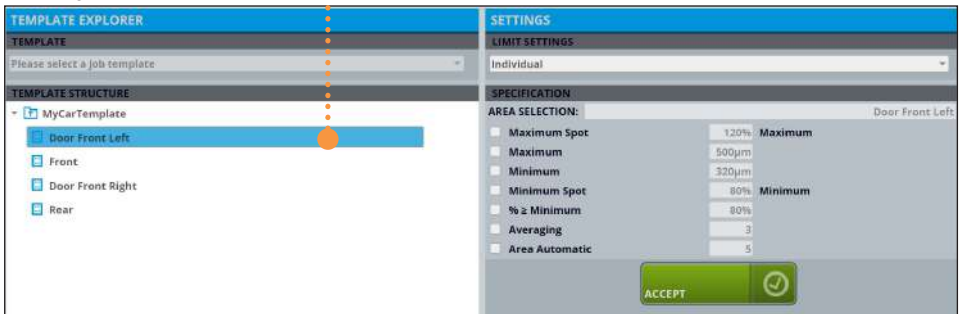 TEMPLATE EXPLORER
TEMPLATE
Please select a job template
TEMPLATE STRUCTURE
MyCarTemplate
Door Front Left
Front
Door Front Right
Rear
SETTINGS
LIMIT SETTINGS
Individual
SPECIFICATION
AREA SELECTION: Door Front Left
Maximum Spot 120% Maximum
Maximum 500µm
Minimum 320µm
Minimum Spot 80% Minimum
% ≥ Minimum 80%
Averaging 3
Area Automatic 5
ACCEPT